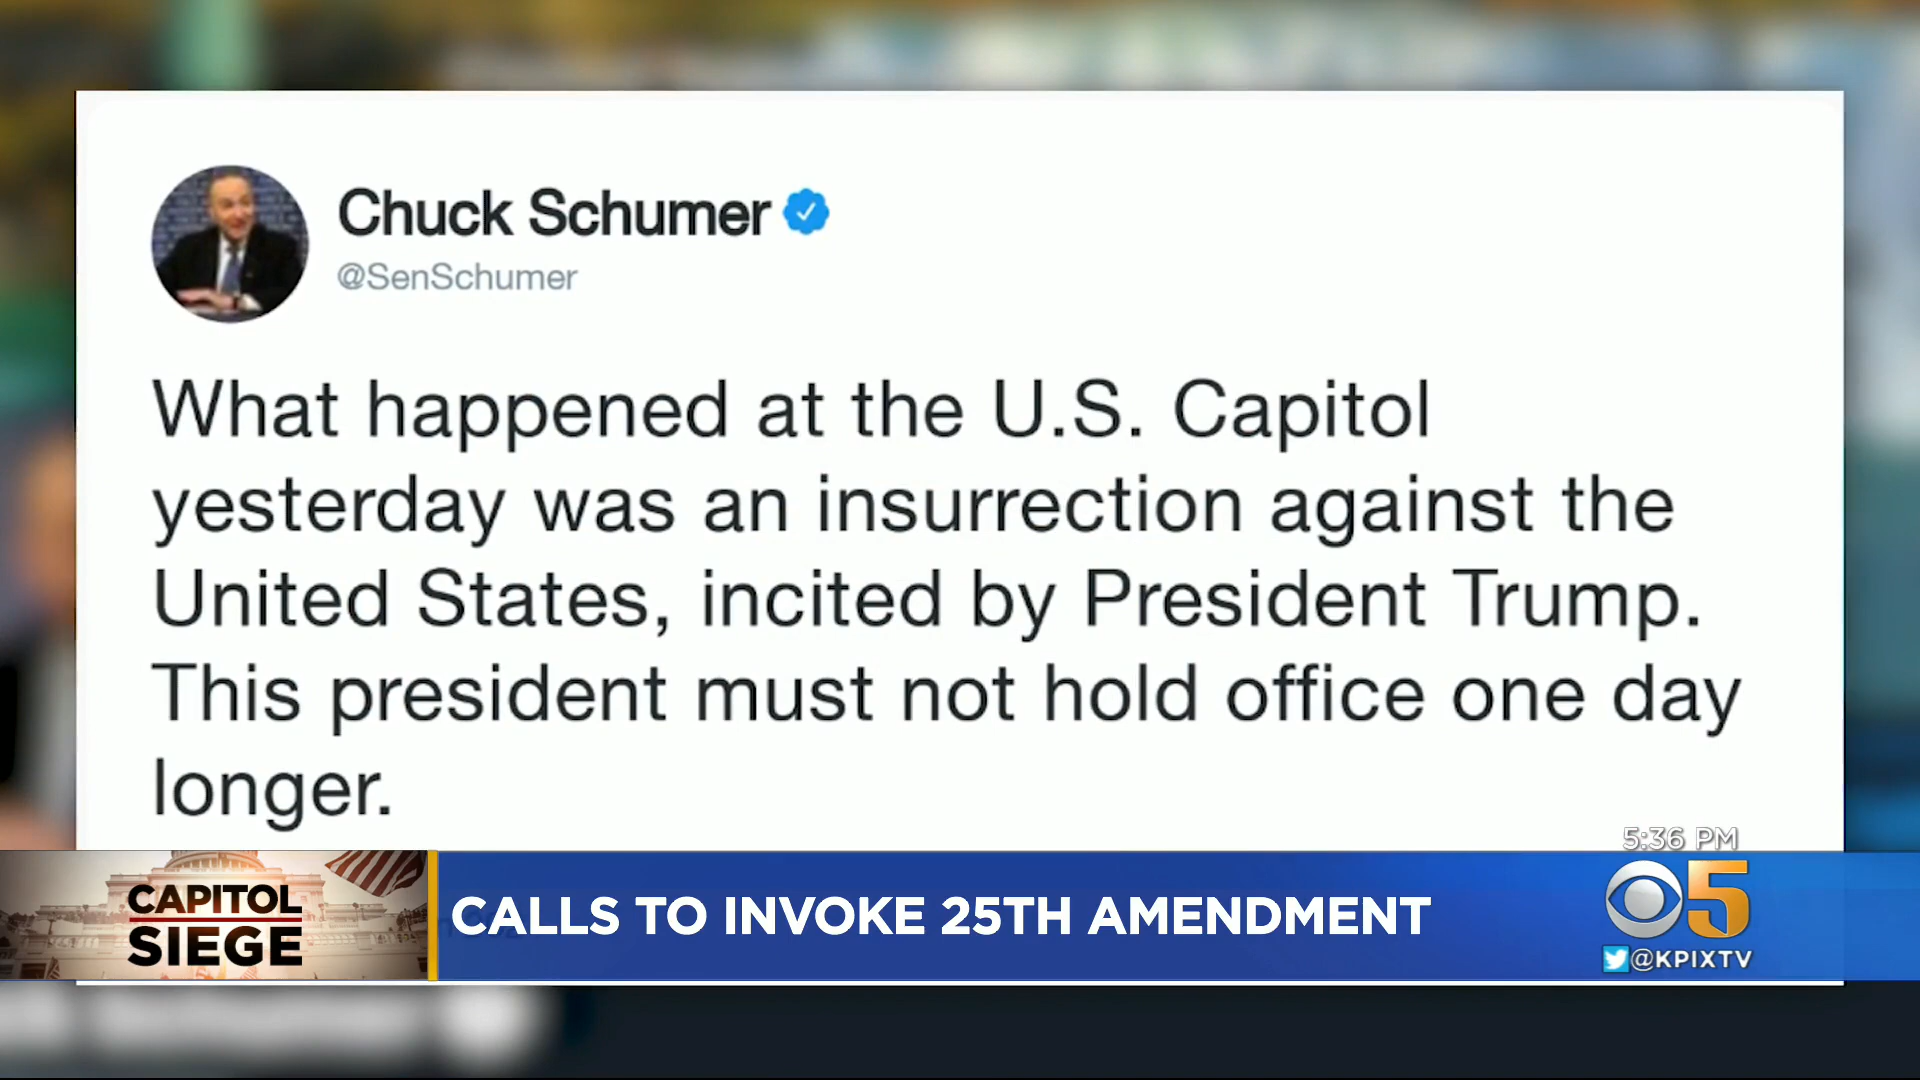 Chuck Schumer
@SenSchumer
What happened at the U.S. Capitol
yesterday was an insurrection against the
United States, incited by President Trump.
This president must not hold office one day
longer.
5:36 PM
CAPITOL
SIEGE
CALLS TO INVOKE 25TH AMENDMENT
5
@KPIXTV